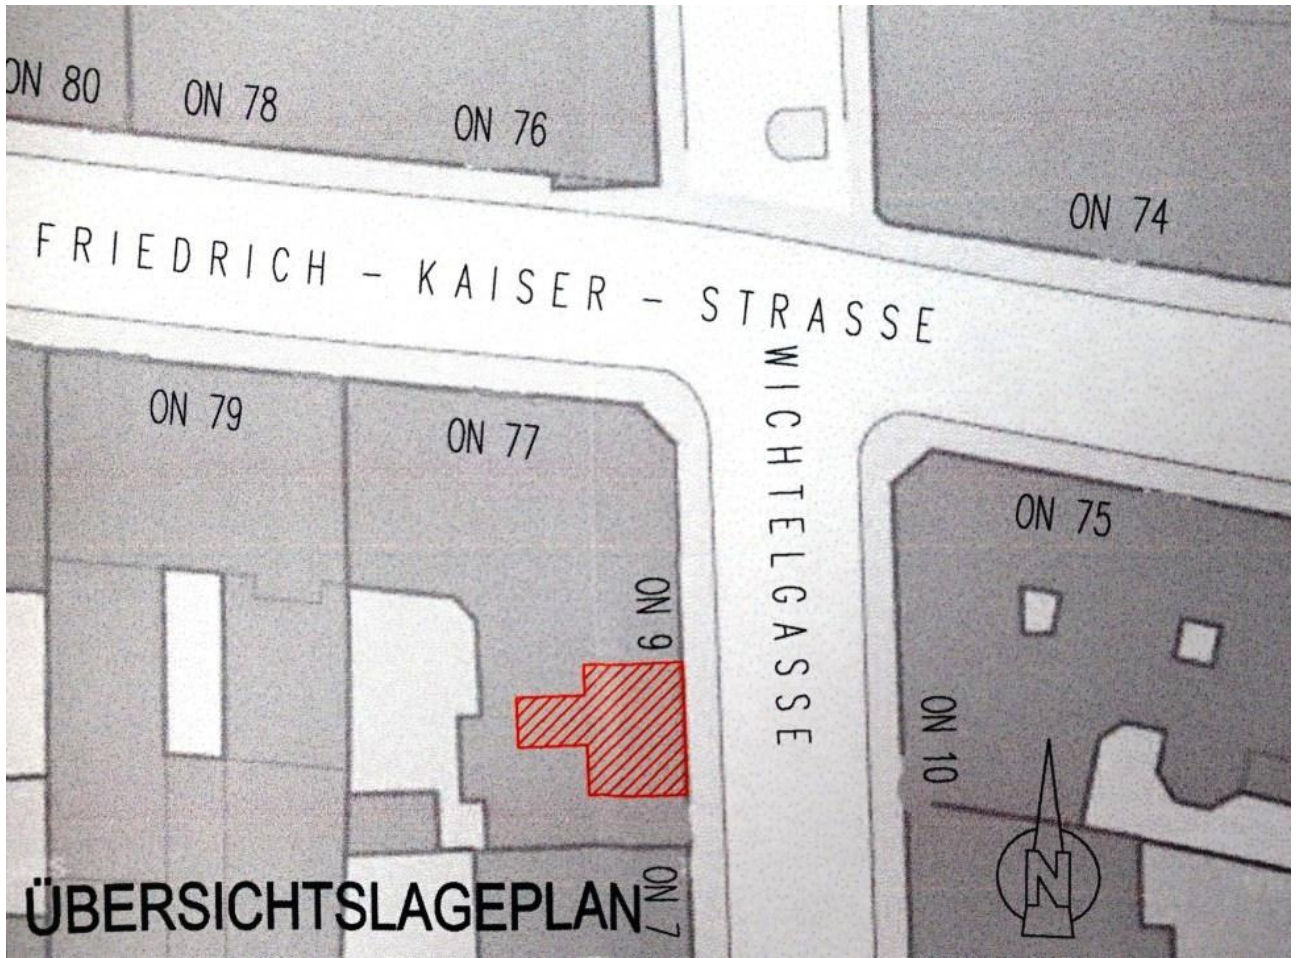 ON 80
ON 78
ON 76
ON 74
FRIEDRICH - KAISER - STRASSE
WICHTELGASSE
ON 79
ON 77
ON 75
ON 9
ON 10
ON 7
ÜBERSICHTSLAGEPLAN
N